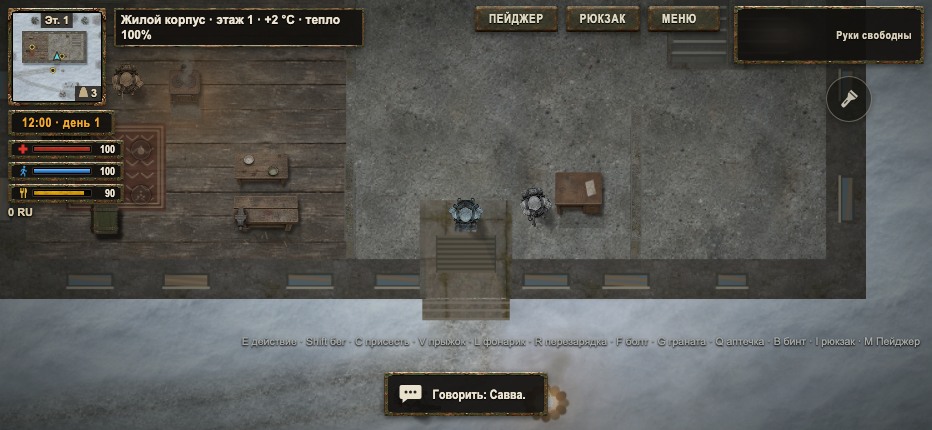 Эт. 1
3
Жилой корпус · этаж 1 · +2 °C · тепло
100%
ПЕЙДЖЕР
РЮКЗАК
МЕНЮ
Руки свободны
12:00 · день 1
100
100
90
0 RU
E действие · Shift бег · C присесть · V прыжок · L фонарик · R перезарядка · F болт · G граната · Q аптечка · B бинт · I рюкзак · M Пейджер
Говорить: Савва.